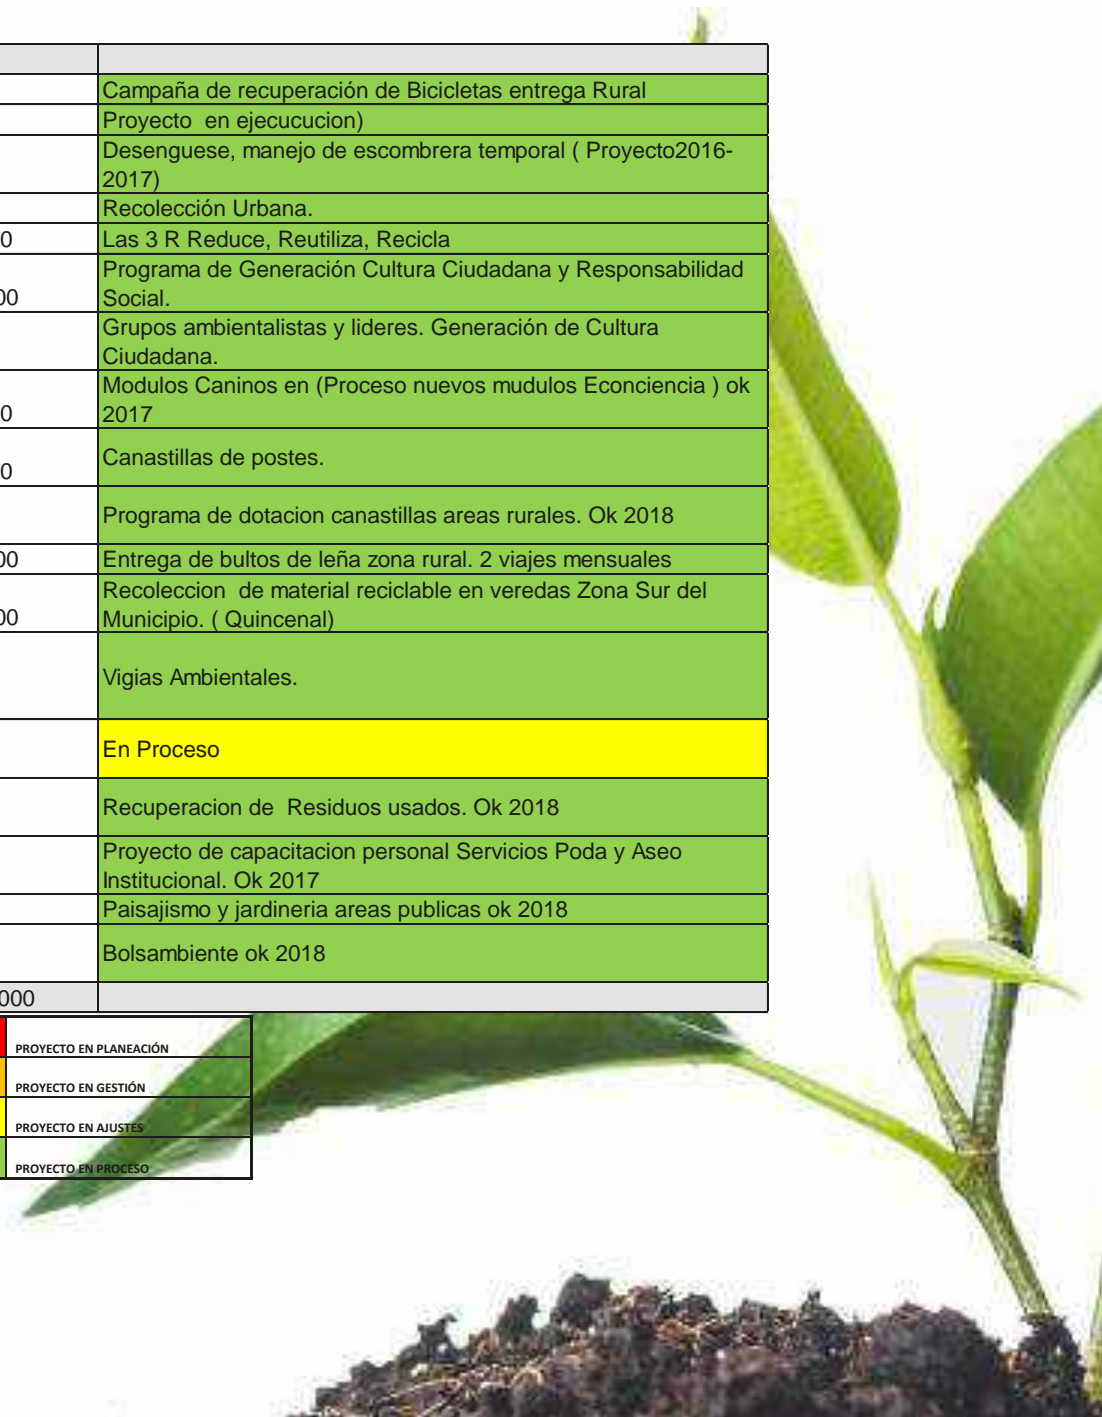 Campaña de recuperación de Bicicletas entrega Rural
Proyecto  en ejecucucion)
Desenguese, manejo de escombrera temporal ( Proyecto2016-
2017)
Recolección Urbana.
0 Las 3 R Reduce, Reutiliza, Recicla
Programa de Generación Cultura Ciudadana y Responsabilidad
00 Social.
Grupos ambientalistas y lideres. Generación de Cultura
Ciudadana.
Modulos Caninos en (Proceso nuevos mudulos Econciencia ) ok
0 2017
0 Canastillas de postes.
Programa de dotacion canastillas areas rurales. Ok 2018
00 Entrega de bultos de leña zona rural. 2 viajes mensuales
Recoleccion  de material reciclable en veredas Zona Sur del
00 Municipio. ( Quincenal)
Vigias Ambientales.
En Proceso
Recuperacion de  Residuos usados. Ok 2018
Proyecto de capacitacion personal Servicios Poda y Aseo
Institucional. Ok 2017
Paisajismo y jardineria areas publicas ok 2018
Bolsambiente ok 2018
000
PROYECTO EN PLANEACIÓN
PROYECTO EN GESTIÓN
PROYECTO EN AJUSTES
PROYECTO EN PROCESO